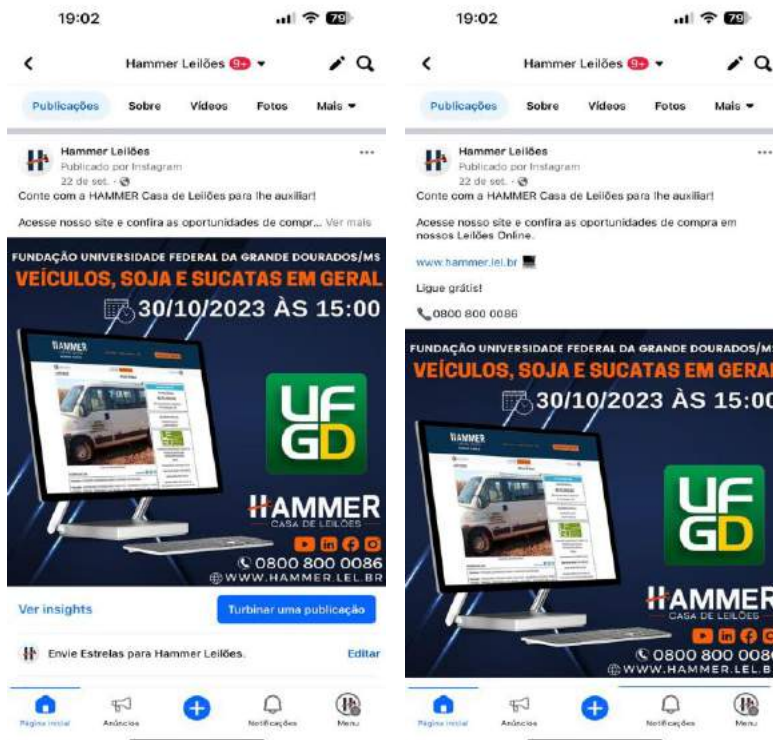 19:02
79
Hammer Leilões 9+
Publicações Sobre Vídeos Fotos Mais
Hammer Leilões
Publicado por Instagram
22 de set. ·
Conte com a HAMMER Casa de Leilões para lhe auxiliar!
Acesse nosso site e confira as oportunidades de compr... Ver mais
FUNDAÇÃO UNIVERSIDADE FEDERAL DA GRANDE DOURADOS/MS
VEÍCULOS, SOJA E SUCATAS EM GERAL
30/10/2023 ÀS 15:00
HAMMER
UF
GD
HAMMER
CASA DE LEILÕES
0800 800 0086
WWW.HAMMER.LEL.BR
Ver insights
Turbinar uma publicação
Envie Estrelas para Hammer Leilões.
Editar
Página inicial Anúncios Notificações Menu
19:02
79
Hammer Leilões 9+
Publicações Sobre Vídeos Fotos Mais
Hammer Leilões
Publicado por Instagram
22 de set. ·
Conte com a HAMMER Casa de Leilões para lhe auxiliar!
Acesse nosso site e confira as oportunidades de compra em
nossos Leilões Online.
www.hammer.lel.br
Ligue grátis!
0800 800 0086
FUNDAÇÃO UNIVERSIDADE FEDERAL DA GRANDE DOURADOS/MS
VEÍCULOS, SOJA E SUCATAS EM GERAL
30/10/2023 ÀS 15:00
HAMMER
UF
GD
HAMMER
CASA DE LEILÕES
0800 800 0086
WWW.HAMMER.LEL.B
Página inicial Anúncios Notificações Menu